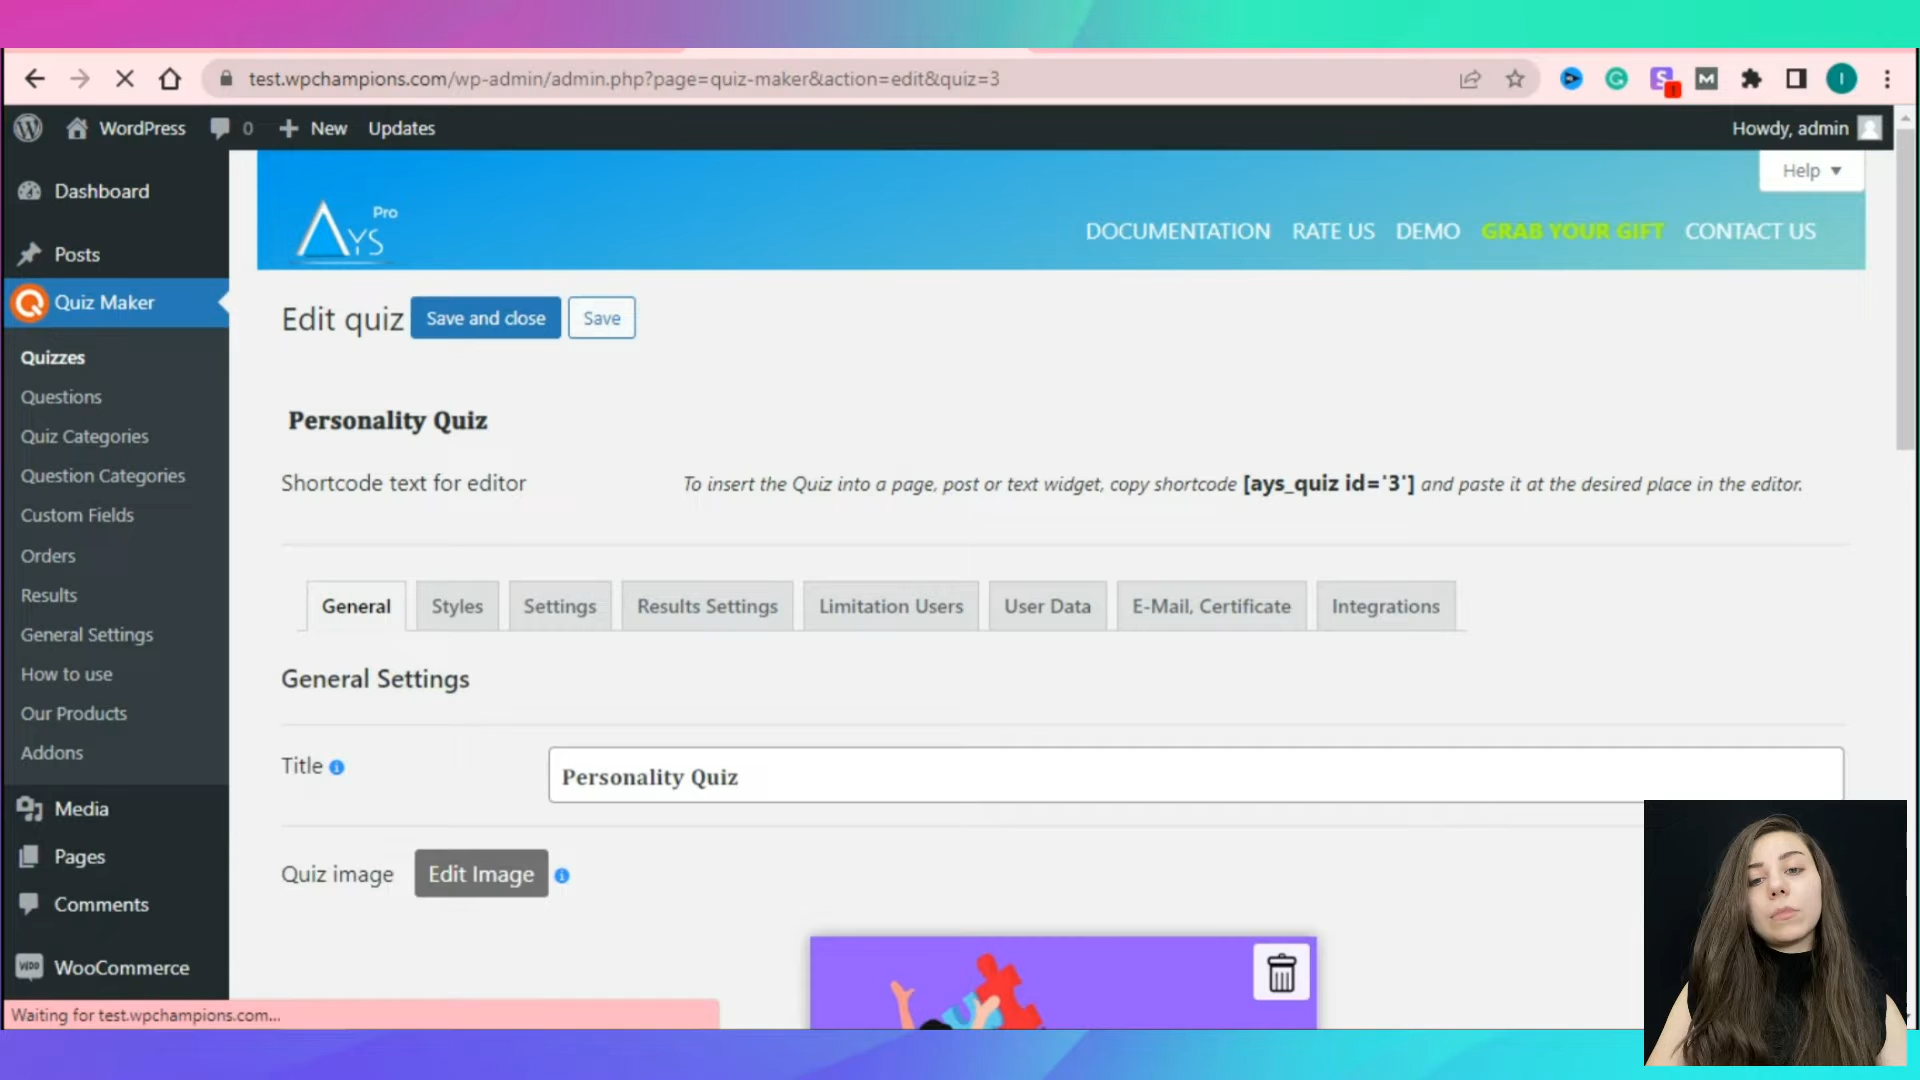 test.wpchampions.com/wp-admin/admin.php?page=quiz-maker&action=edit&quiz=3
WordPress 0 New Updates
Howdy, admin
Help
AYS Pro
DOCUMENTATION RATE US DEMO GRAB YOUR GIFT CONTACT US
Dashboard
Posts
Quiz Maker
Quizzes
Questions
Quiz Categories
Question Categories
Custom Fields
Orders
Results
General Settings
How to use
Our Products
Addons
Media
Pages
Comments
WooCommerce
Edit quiz Save and close Save
Personality Quiz
Shortcode text for editor
To insert the Quiz into a page, post or text widget, copy shortcode [ays_quiz id='3'] and paste it at the desired place in the editor.
General Styles Settings Results Settings Limitation Users User Data E-Mail, Certificate Integrations
General Settings
Title
Personality Quiz
Quiz image Edit Image
Waiting for test.wpchampions.com...